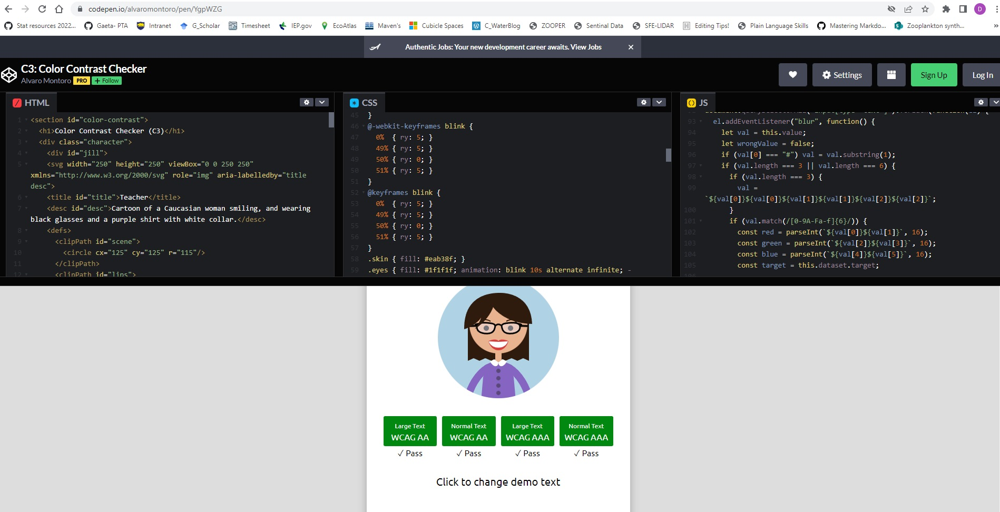 codepen.io/alvaromontoro/pen/YgpWZG
D
Stat resources 2022... Gaeta- PTA Intranet G_Scholar Timesheet IEP.gov EcoAtlas Maven's Cubicle Spaces C_WaterBlog ZOOPER Sentinal Data SFE-LIDAR Editing Tips! Plain Language Skills Mastering Markdo... Zooplankton synth... »
Authentic Jobs: Your new development career awaits. View Jobs ×
C3: Color Contrast Checker
Alvaro Montoro PRO + Follow
Settings Sign Up Log In
HTML
1 <section id="color-contrast">
2 <h1>Color Contrast Checker (C3)</h1>
3 <div class="character">
4 <div id="jill">
5 <svg width="250" height="250" viewBox="0 0 250 250"
xmlns="http://www.w3.org/2000/svg" role="img" aria-labelledby="title
desc">
6 <title id="title">Teacher</title>
7 <desc id="desc">Cartoon of a Caucasian woman smiling, and wearing
black glasses and a purple shirt with white collar.</desc>
8 <defs>
9 <clipPath id="scene">
10 <circle cx="125" cy="125" r="115"/>
11 </clipPath>
12 <clipPath id="lips">
CSS
45 }
46 @-webkit-keyframes blink {
47 0% { ry: 5; }
48 49% { ry: 5; }
49 50% { ry: 0; }
50 51% { ry: 5; }
51 }
52 @keyframes blink {
53 0% { ry: 5; }
54 49% { ry: 5; }
55 50% { ry: 0; }
56 51% { ry: 5; }
57 }
58 .skin { fill: #eab38f; }
59 .eyes { fill: #1f1f1f; animation: blink 10s alternate infinite; -
JS
93 el.addEventListener("blur", function() {
94 let val = this.value;
95 let wrongValue = false;
96 if (val[0] === "#") val = val.substring(1);
97 if (val.length === 3 || val.length === 6) {
98 if (val.length === 3) {
99 val =
`${val[0]}${val[0]}${val[1]}${val[1]}${val[2]}${val[2]}`;
100 }
101 if (val.match(/[0-9A-Fa-f]{6}/)) {
102 const red = parseInt(`${val[0]}${val[1]}`, 16);
103 const green = parseInt(`${val[2]}${val[3]}`, 16);
104 const blue = parseInt(`${val[4]}${val[5]}`, 16);
105 const target = this.dataset.target;
Large Text
WCAG AA
✓ Pass
Normal Text
WCAG AA
✓ Pass
Large Text
WCAG AAA
✓ Pass
Normal Text
WCAG AAA
✓ Pass
Click to change demo text